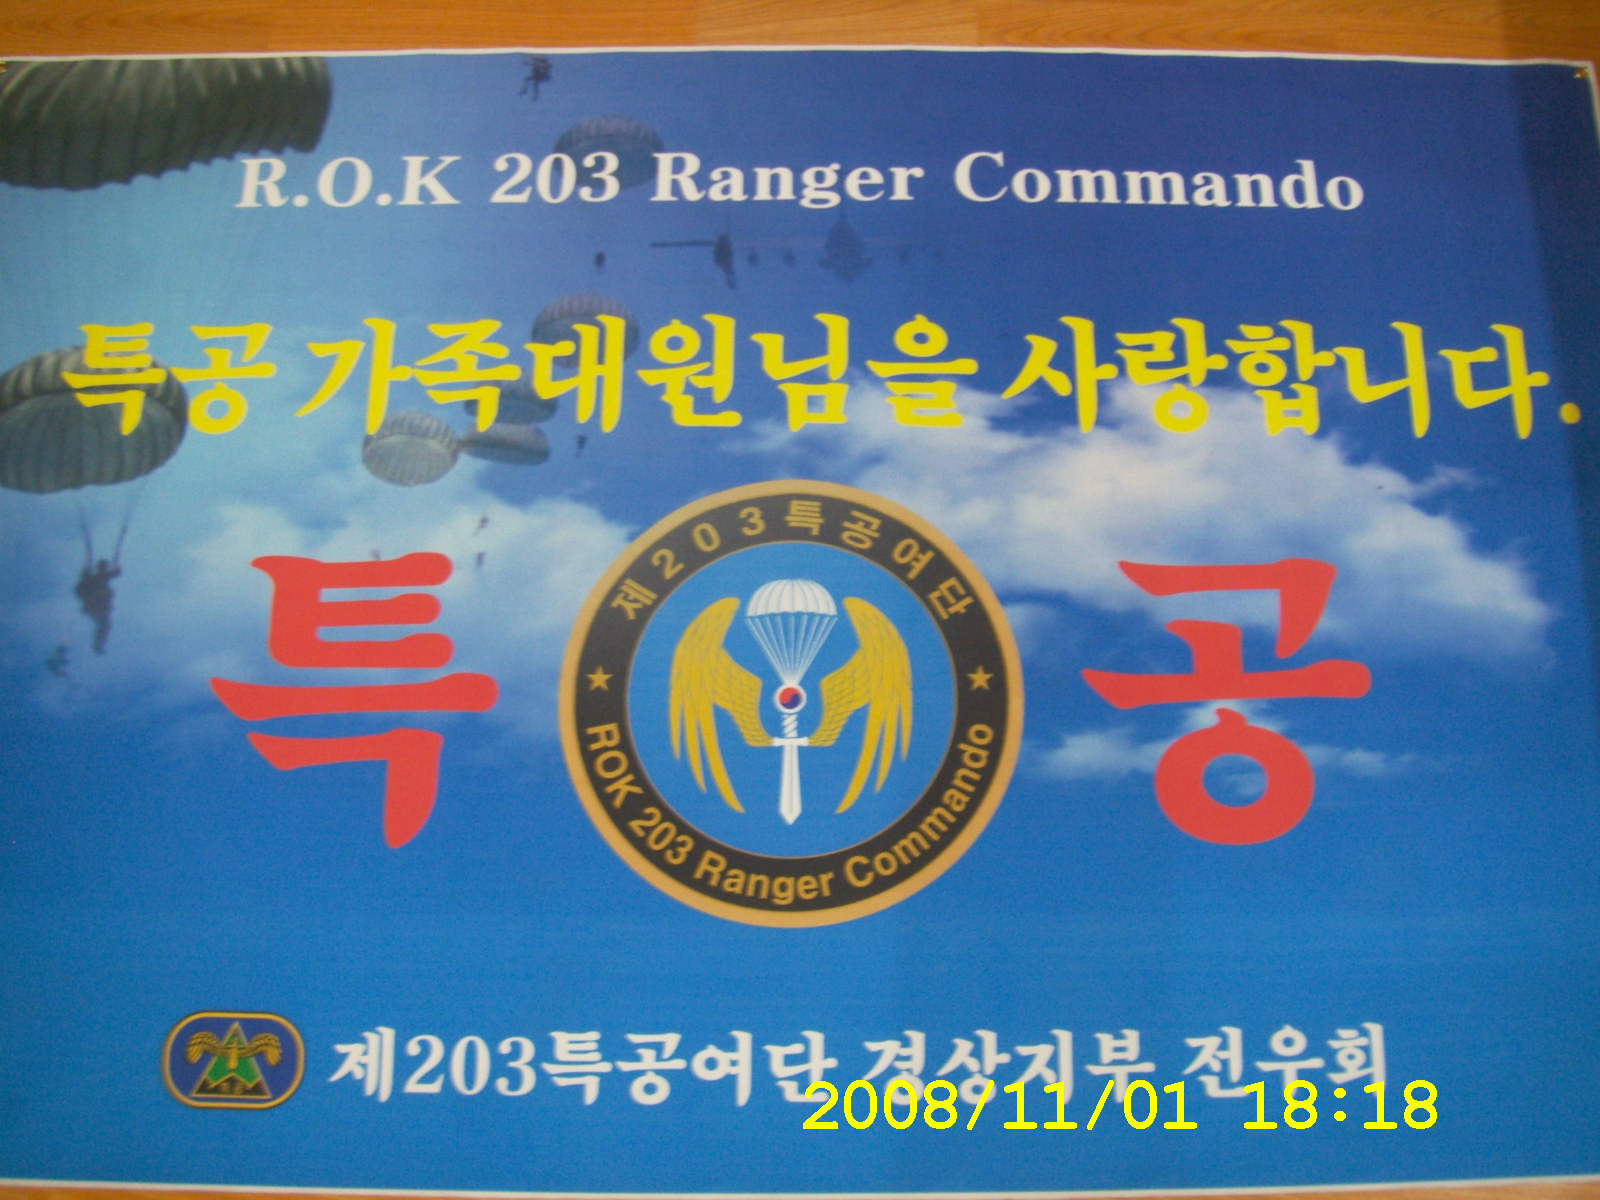 R.O.K 203 Ranger Commando
특공 가족대원님을 사랑합니다.
특 공
제203특공여단
★ ★
ROK 203 Ranger Commando
제203특공여단 경상지부 전우회
2008/11/01 18:18